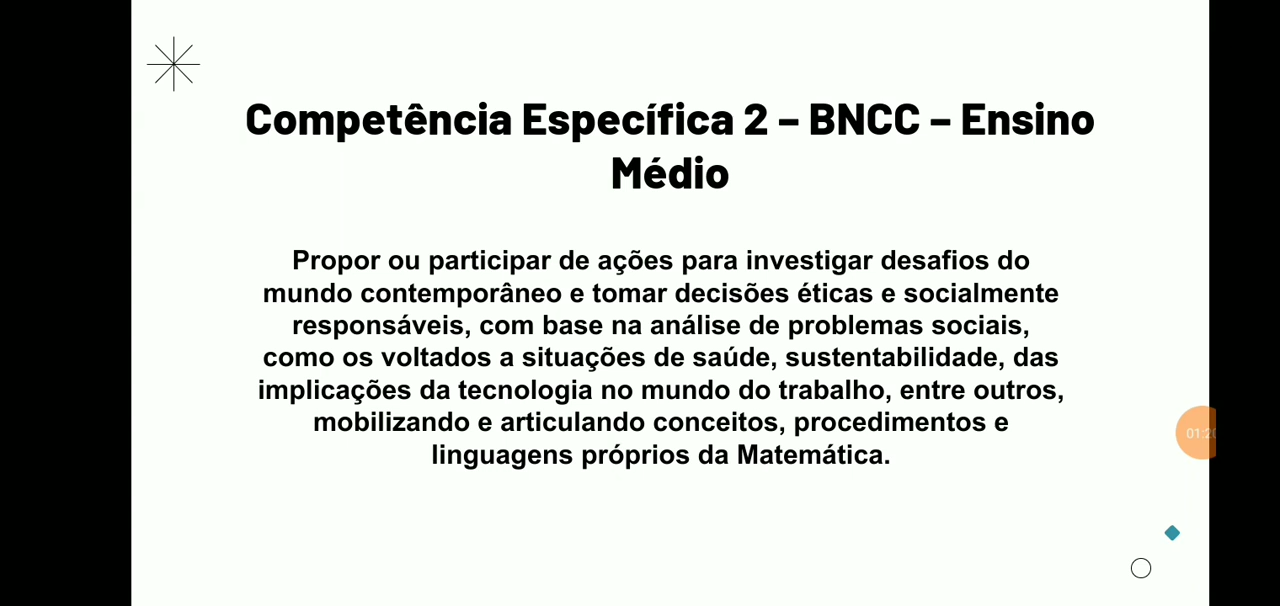 Competência Específica 2 – BNCC – Ensino
Médio
Propor ou participar de ações para investigar desafios do
mundo contemporâneo e tomar decisões éticas e socialmente
responsáveis, com base na análise de problemas sociais,
como os voltados a situações de saúde, sustentabilidade, das
implicações da tecnologia no mundo do trabalho, entre outros,
mobilizando e articulando conceitos, procedimentos e
linguagens próprios da Matemática.